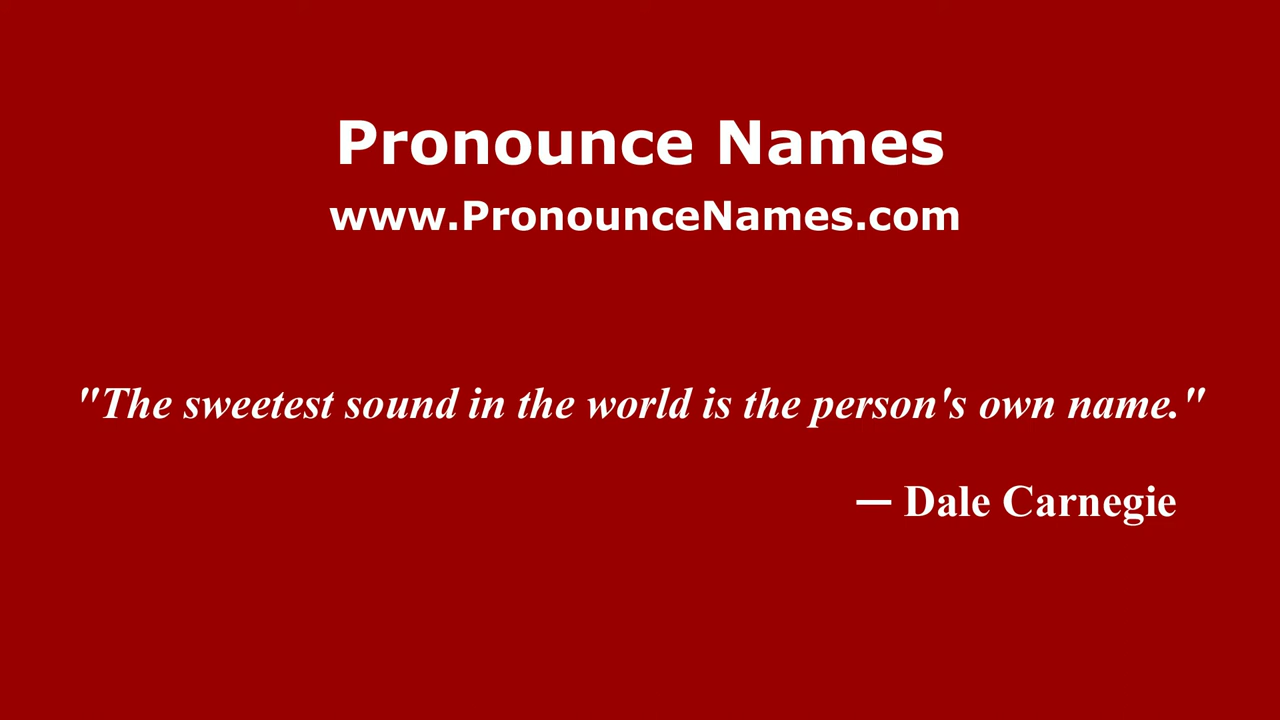 Pronounce Names
www.PronounceNames.com
"The sweetest sound in the world is the person's own name."
— Dale Carnegie